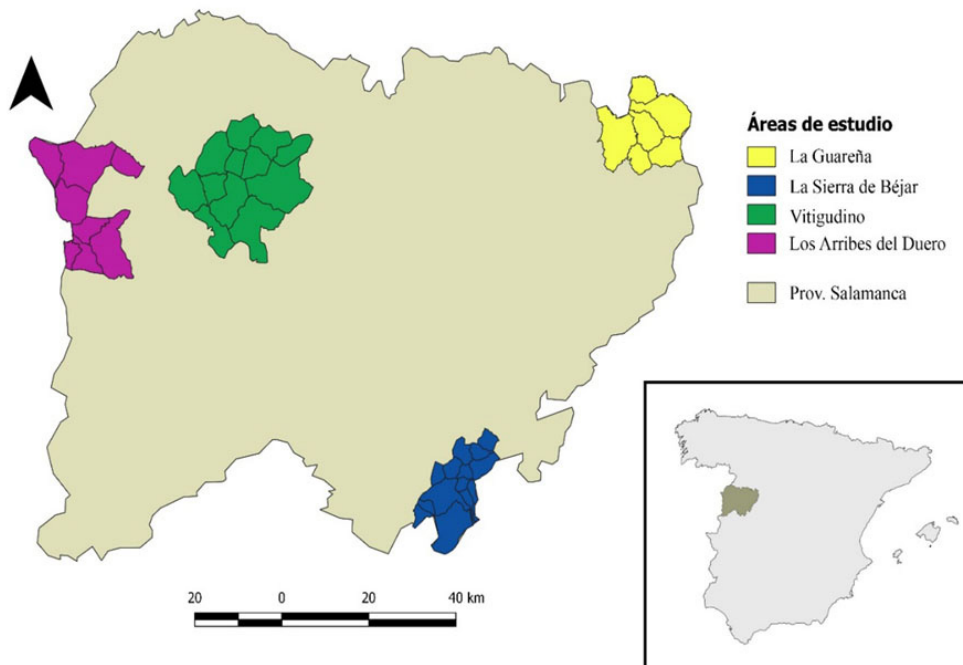 Áreas de estudio
La Guareña
La Sierra de Béjar
Vitigudino
Los Arribes del Duero
Prov. Salamanca
20 0 20 40 km